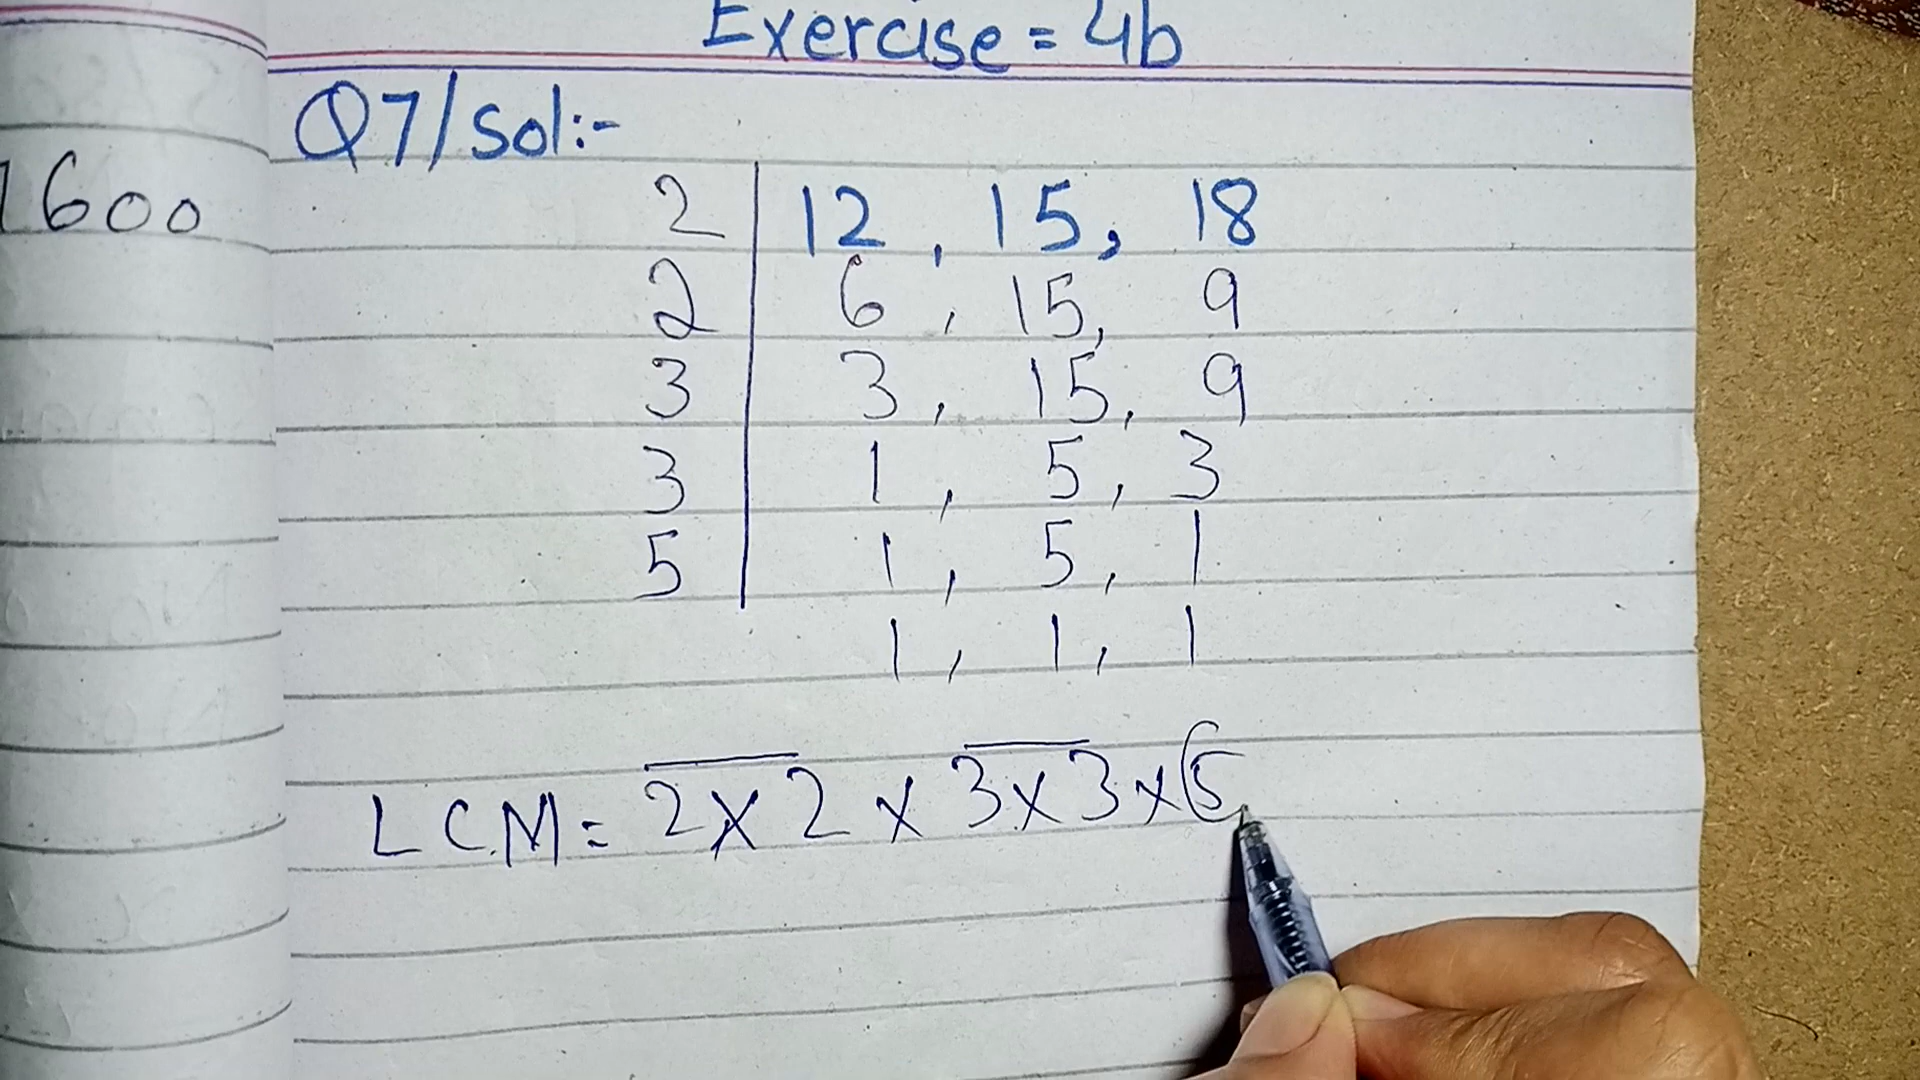 Exercise = 4b
Q7/sol:-
1600
2 | 12, 15, 18
2 | 6, 15, 9
3 | 3, 15, 9
3 | 1, 5, 3
5 | 1, 5, 1
1, 1, 1
LCM = 2 x 2 x 3 x 3 x 5